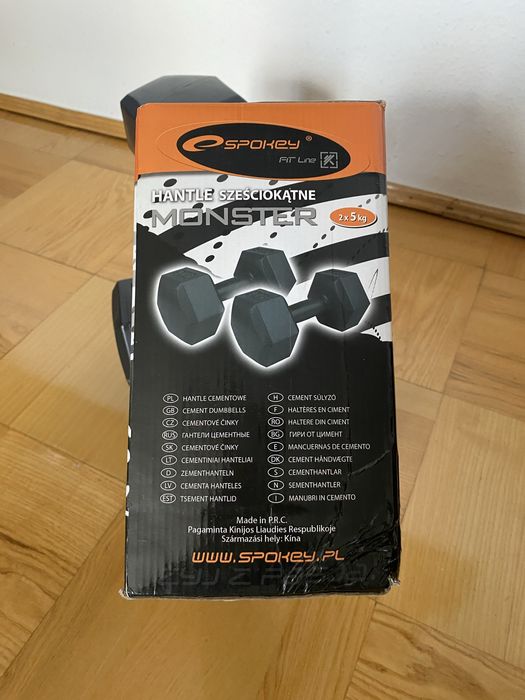 eSPOKEY®
FIT Line
HANTLE SZEŚCIOKĄTNE
MONSTER
2 x 5 kg
PL HANTLE CEMENTOWE
GB CEMENT DUMBBELLS
CZ CEMENTOVÉ ČINKY
RUS ГАНТЕЛИ ЦЕМЕНТНЫЕ
SK CEMENTOVÉ ČINKY
LT CEMENTINIAI HANTELIAI
D ZEMENTHANTELN
LV CEMENTA HANTELES
EST TSEMENT HANTLID
H CEMENT SÚLYZÓ
F HALTÈRES EN CIMENT
RO HALTERE DIN CIMENT
BG ГИРИ ОТ ЦИМЕНТ
E MANCUERNAS DE CEMENTO
DK CEMENT HÅNDVÆGTE
S CEMENTHANTLAR
N SEMENTHANTLER
I MANUBRI IN CEMENTO
Made in P.R.C.
Pagaminta Kinijos Liaudies Respublikoje
Származási hely: Kína
WWW.SPOKEY.PL